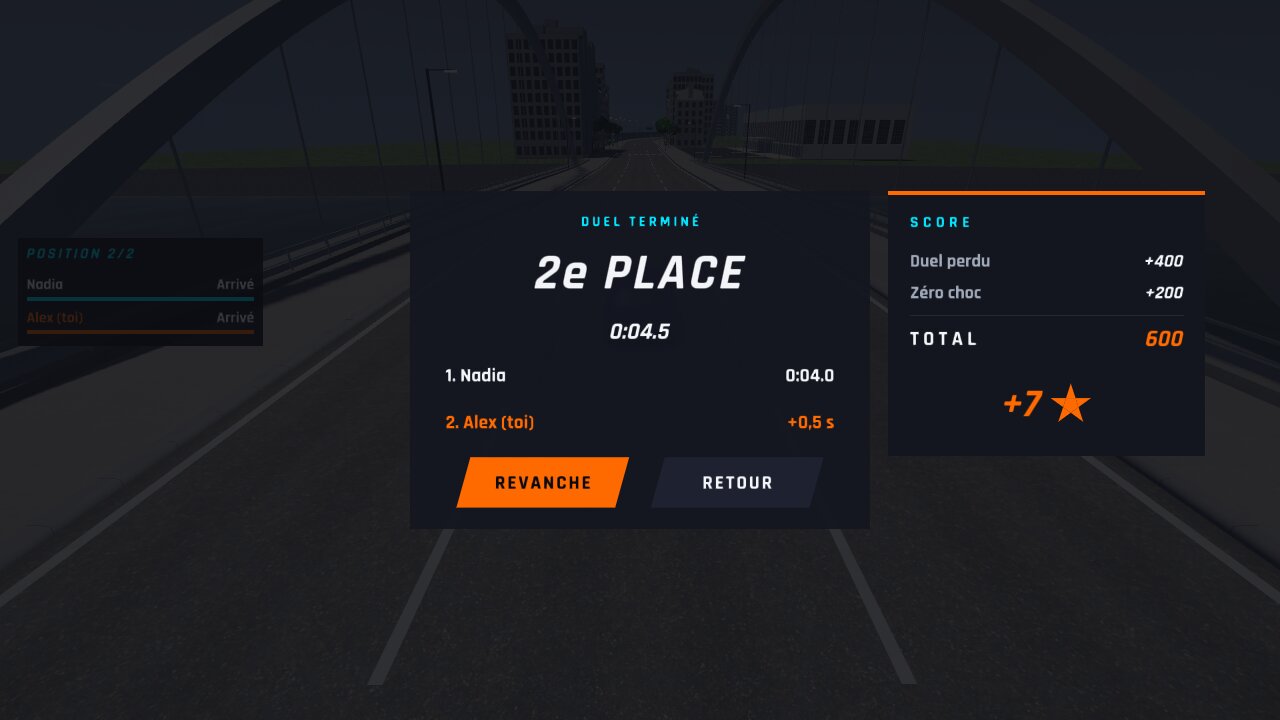 POSITION 2/2
Nadia Arrivé
Alex (toi) Arrivé
DUEL TERMINÉ
2e PLACE
0:04.5
1. Nadia 0:04.0
2. Alex (toi) +0,5 s
REVANCHE RETOUR
SCORE
Duel perdu +400
Zéro choc +200
TOTAL 600
+7